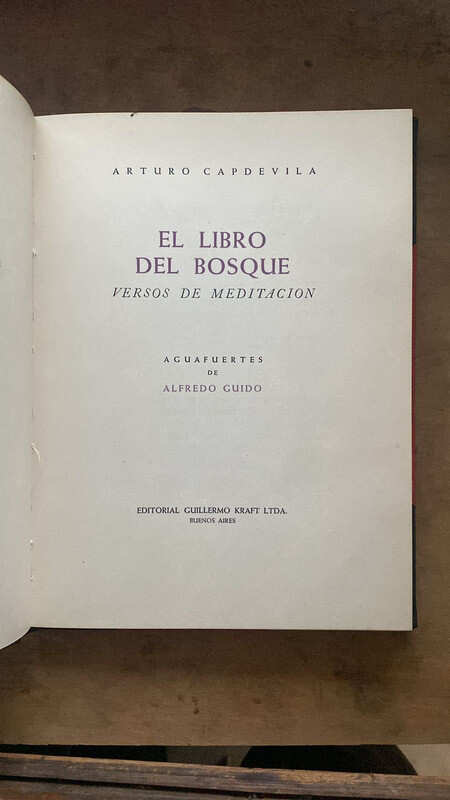 ARTURO CAPDEVILA
EL LIBRO
DEL BOSQUE
VERSOS DE MEDITACION
AGUAFUERTES
DE
ALFREDO GUIDO
EDITORIAL GUILLERMO KRAFT LTDA.
BUENOS AIRES